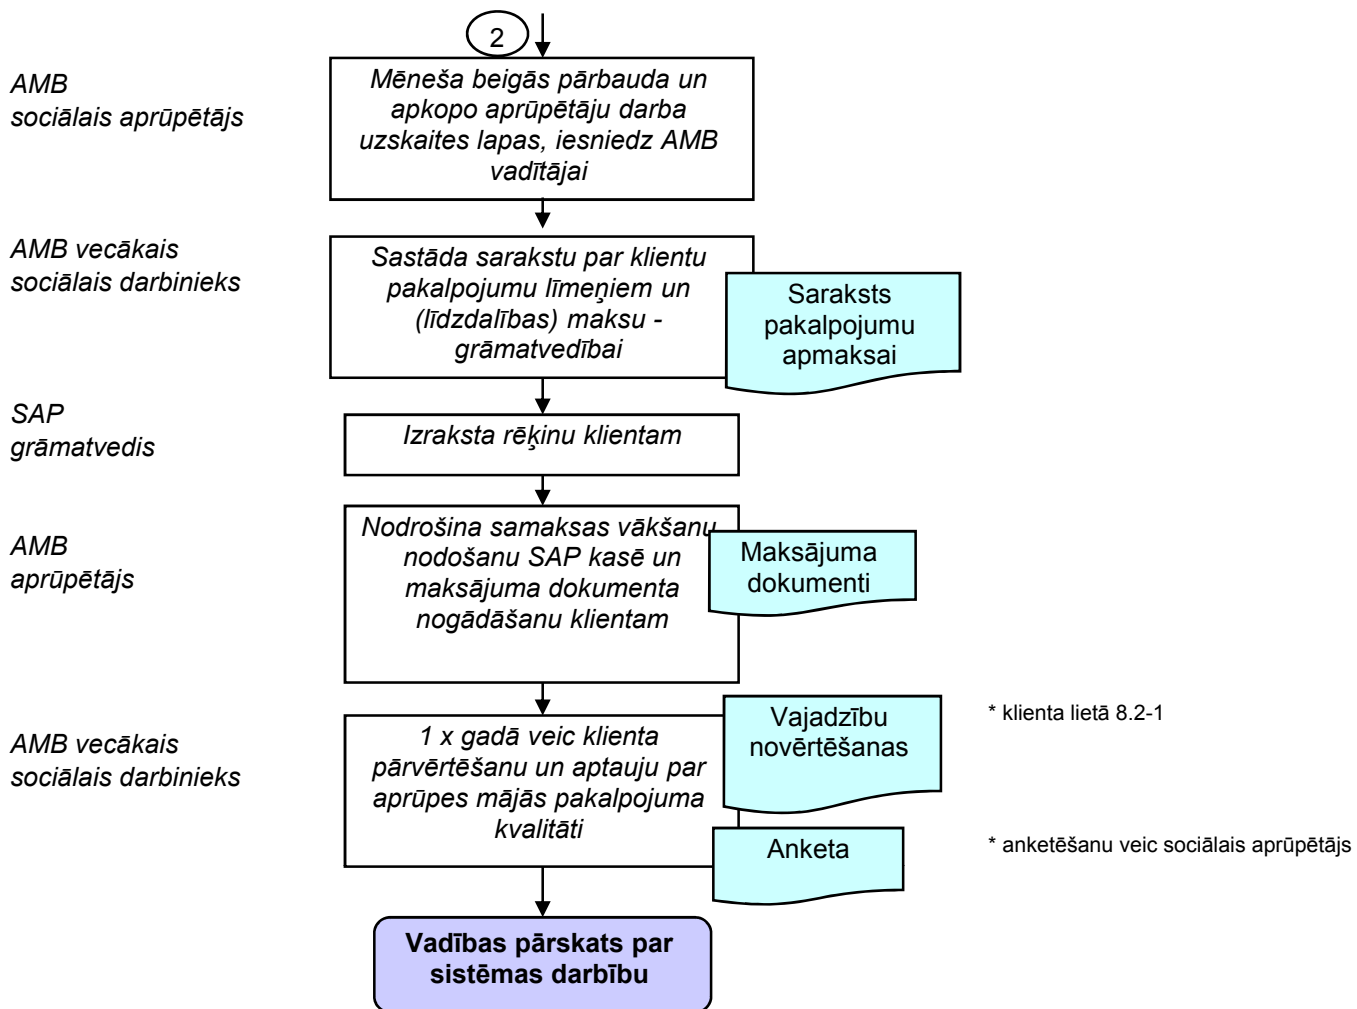 2
AMB
sociālais aprūpētājs
Mēneša beigās pārbauda un
apkopo aprūpētāju darba
uzskaites lapas, iesniedz AMB
vadītājai
AMB vecākais
sociālais darbinieks
Sastāda sarakstu par klientu
pakalpojumu līmeņiem un
(līdzdalības) maksu -
grāmatvedībai
Saraksts
pakalpojumu
apmaksai
SAP
grāmatvedis
Izraksta rēķinu klientam
AMB
aprūpētājs
Nodrošina samaksas vākšanu,
nodošanu SAP kasē un
maksājuma dokumenta
nogādāšanu klientam
Maksājuma
dokumenti
AMB vecākais
sociālais darbinieks
1 x gadā veic klienta
pārvērtēšanu un aptauju par
aprūpes mājās pakalpojuma
kvalitāti
Vajadzību
novērtēšanas
* klienta lietā 8.2-1
Anketa
* anketēšanu veic sociālais aprūpētājs
Vadības pārskats par
sistēmas darbību